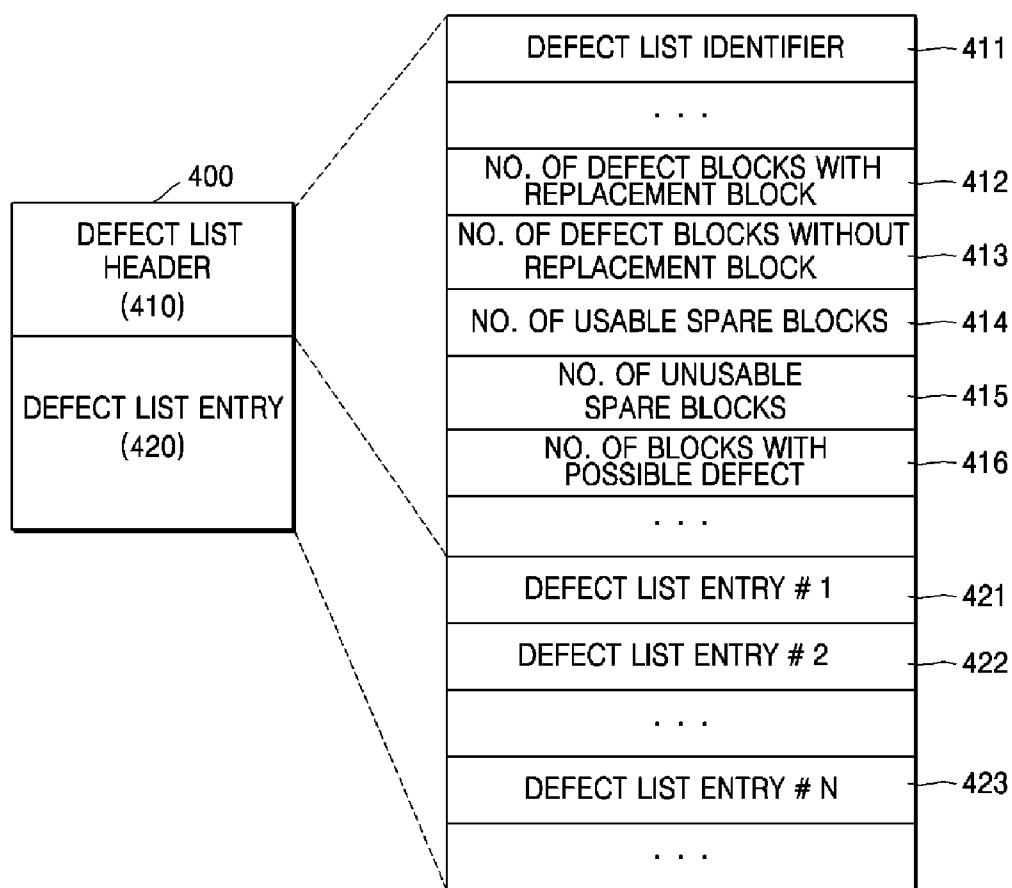 400
DEFECT LIST
HEADER
(410)
DEFECT LIST ENTRY
(420)
DEFECT LIST IDENTIFIER
411
. . .
NO. OF DEFECT BLOCKS WITH
REPLACEMENT BLOCK
412
NO. OF DEFECT BLOCKS WITHOUT
REPLACEMENT BLOCK
413
NO. OF USABLE SPARE BLOCKS
414
NO. OF UNUSABLE
SPARE BLOCKS
415
NO. OF BLOCKS WITH
POSSIBLE DEFECT
416
. . .
DEFECT LIST ENTRY # 1
421
DEFECT LIST ENTRY # 2
422
. . .
DEFECT LIST ENTRY # N
423
. . .